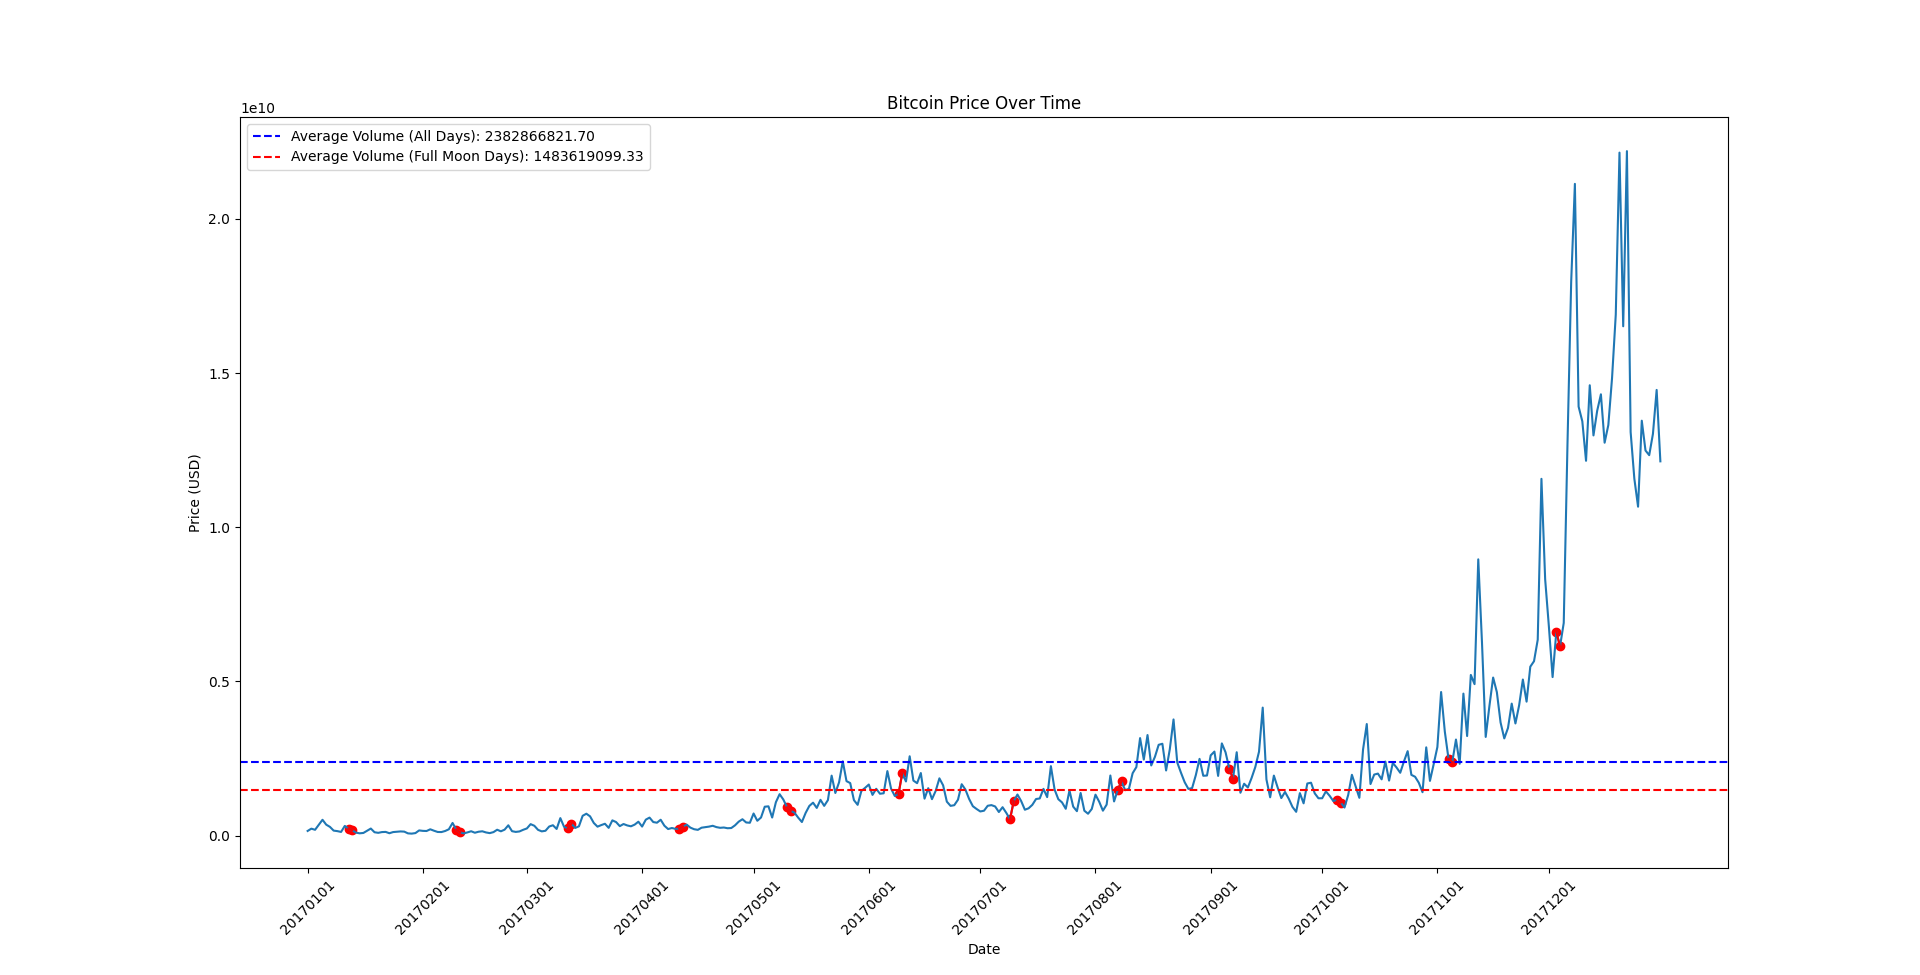 Bitcoin Price Over Time
1e10
Average Volume (All Days): 2382866821.70
Average Volume (Full Moon Days): 1483619099.33
2.0
1.5
1.0
0.5
0.0
Price (USD)
20170101
20170201
20170301
20170401
20170501
20170601
20170701
20170801
20170901
20171001
20171101
20171201
Date